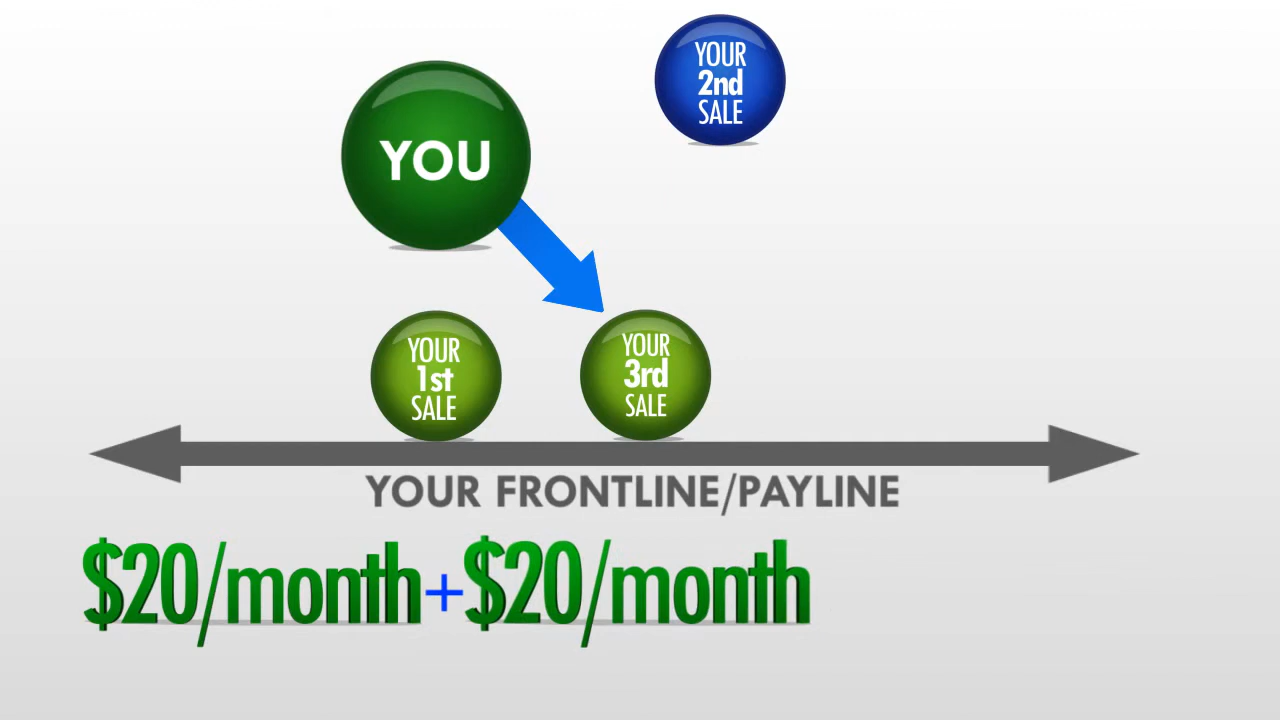 YOUR
2nd
SALE
YOU
YOUR
1st
SALE
YOUR
3rd
SALE
YOUR FRONTLINE/PAYLINE
$20/month+$20/month